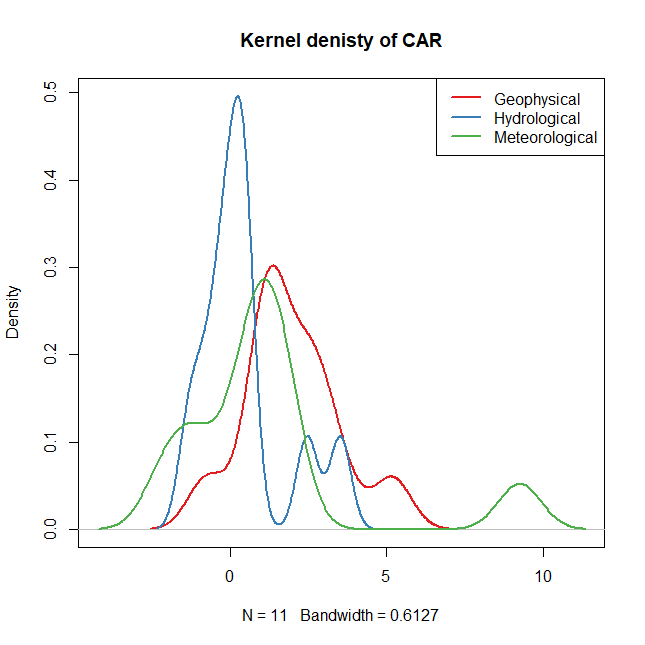 Kernel denisty of CAR
Geophysical
Hydrological
Meteorological
Density
0.5
0.4
0.3
0.2
0.1
0.0
0 5 10
N = 11 Bandwidth = 0.6127